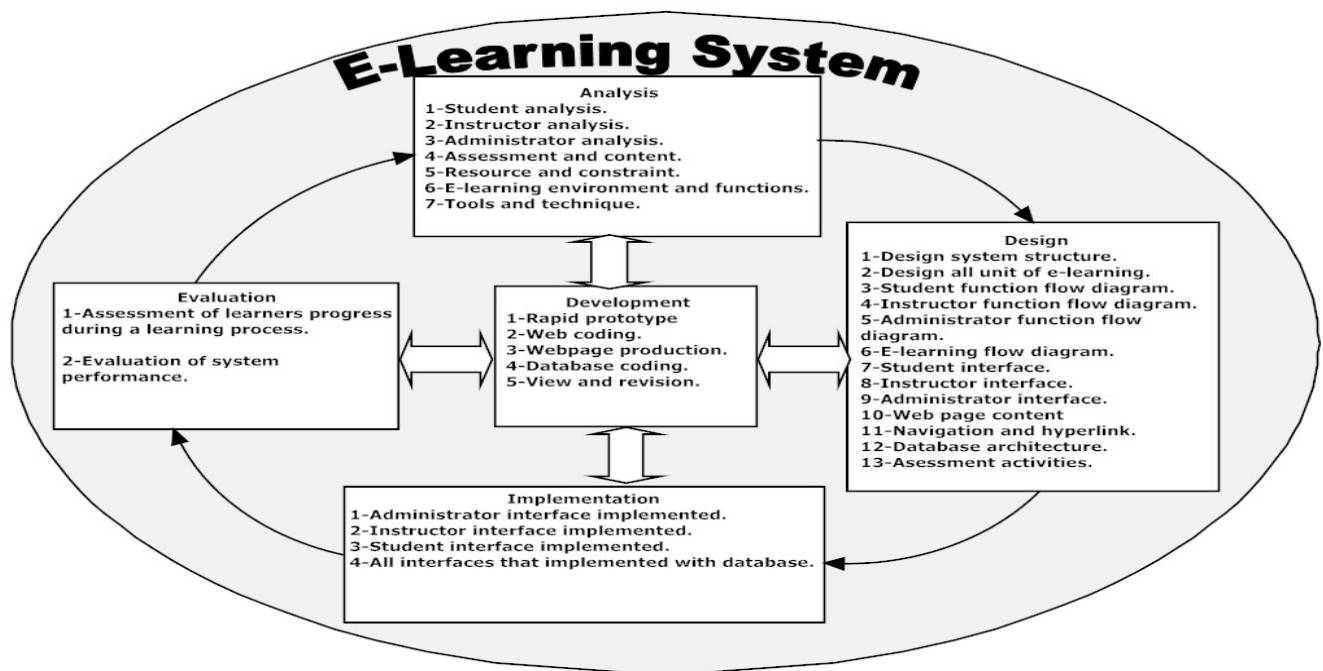 E-Learning System
Analysis
1-Student analysis.
2-Instructor analysis.
3-Administrator analysis.
4-Assessment and content.
5-Resource and constraint.
6-E-learning environment and functions.
7-Tools and technique.
Design
1-Design system structure.
2-Design all unit of e-learning.
3-Student function flow diagram.
4-Instructor function flow diagram.
5-Administrator function flow
diagram.
6-E-learning flow diagram.
7-Student interface.
8-Instructor interface.
9-Administrator interface.
10-Web page content
11-Navigation and hyperlink.
12-Database architecture.
13-Asessment activities.
Evaluation
1-Assessment of learners progress
during a learning process.
2-Evaluation of system
performance.
Development
1-Rapid prototype
2-Web coding.
3-Webpage production.
4-Database coding.
5-View and revision.
Implementation
1-Administrator interface implemented.
2-Instructor interface implemented.
3-Student interface implemented.
4-All interfaces that implemented with database.